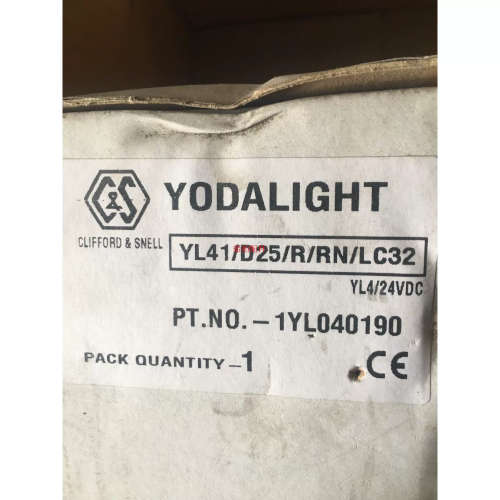 C&S YODALIGHT
CLIFFORD & SNELL
YL41/D25/R/RN/LC32
YL4/24VDC
PT.NO.-1YL040190
PACK QUANTITY-1 CE